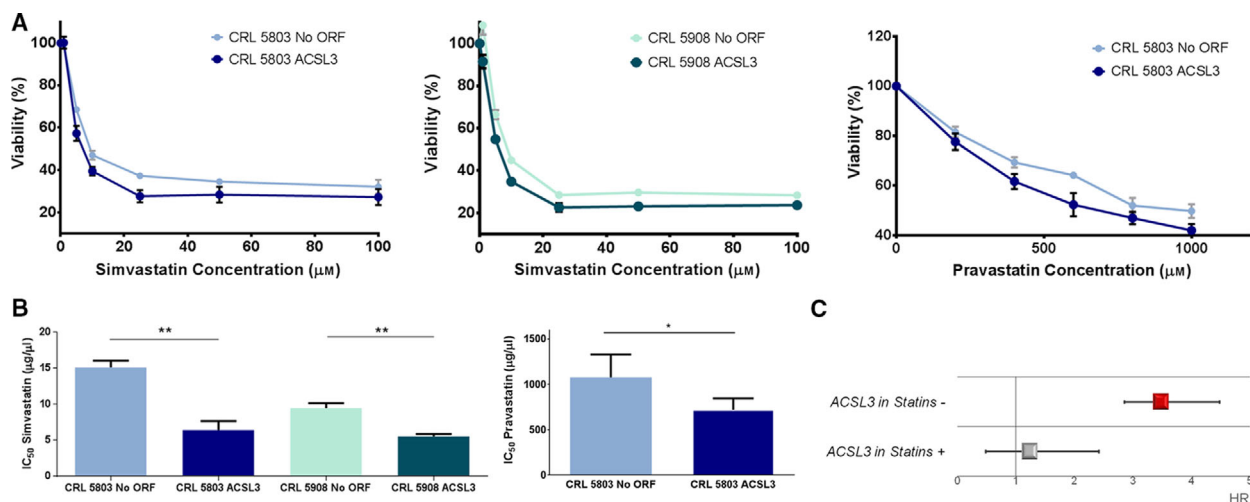 A
CRL 5803 No ORF
CRL 5803 ACSL3
Viability (%)
100
80
60
40
20
0
20
40
60
80
100
Simvastatin Concentration (μM)
CRL 5908 No ORF
CRL 5908 ACSL3
Viability (%)
100
80
60
40
20
0
20
40
60
80
100
Simvastatin Concentration (μM)
CRL 5803 No ORF
CRL 5803 ACSL3
Viability (%)
120
100
80
60
40
0
500
1000
Pravastatin Concentration (μM)
B
IC50 Simvastatin (μg/μl)
20
15
10
5
0
**
**
CRL 5803 No ORF
CRL 5803 ACSL3
CRL 5908 No ORF
CRL 5908 ACSL3
IC50 Pravastatin (μg/μl)
1500
1000
500
0
*
CRL 5803 No ORF
CRL 5803 ACSL3
C
ACSL3 in Statins -
ACSL3 in Statins +
0
1
2
3
4
5
HR